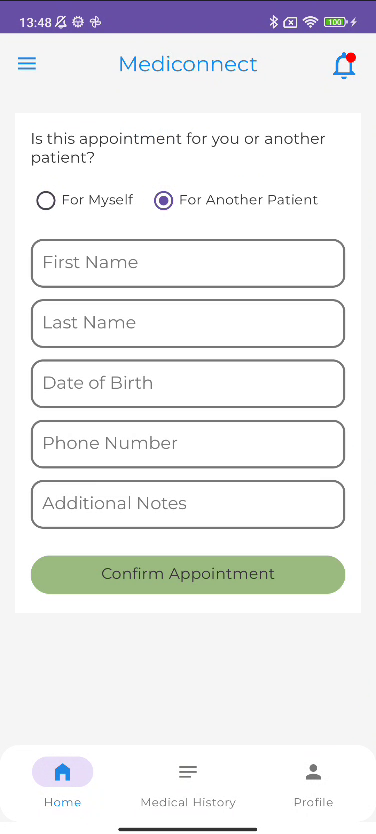 13:48
100
Mediconnect
Is this appointment for you or another
patient?
For Myself
For Another Patient
First Name
Last Name
Date of Birth
Phone Number
Additional Notes
Confirm Appointment
Home
Medical History
Profile